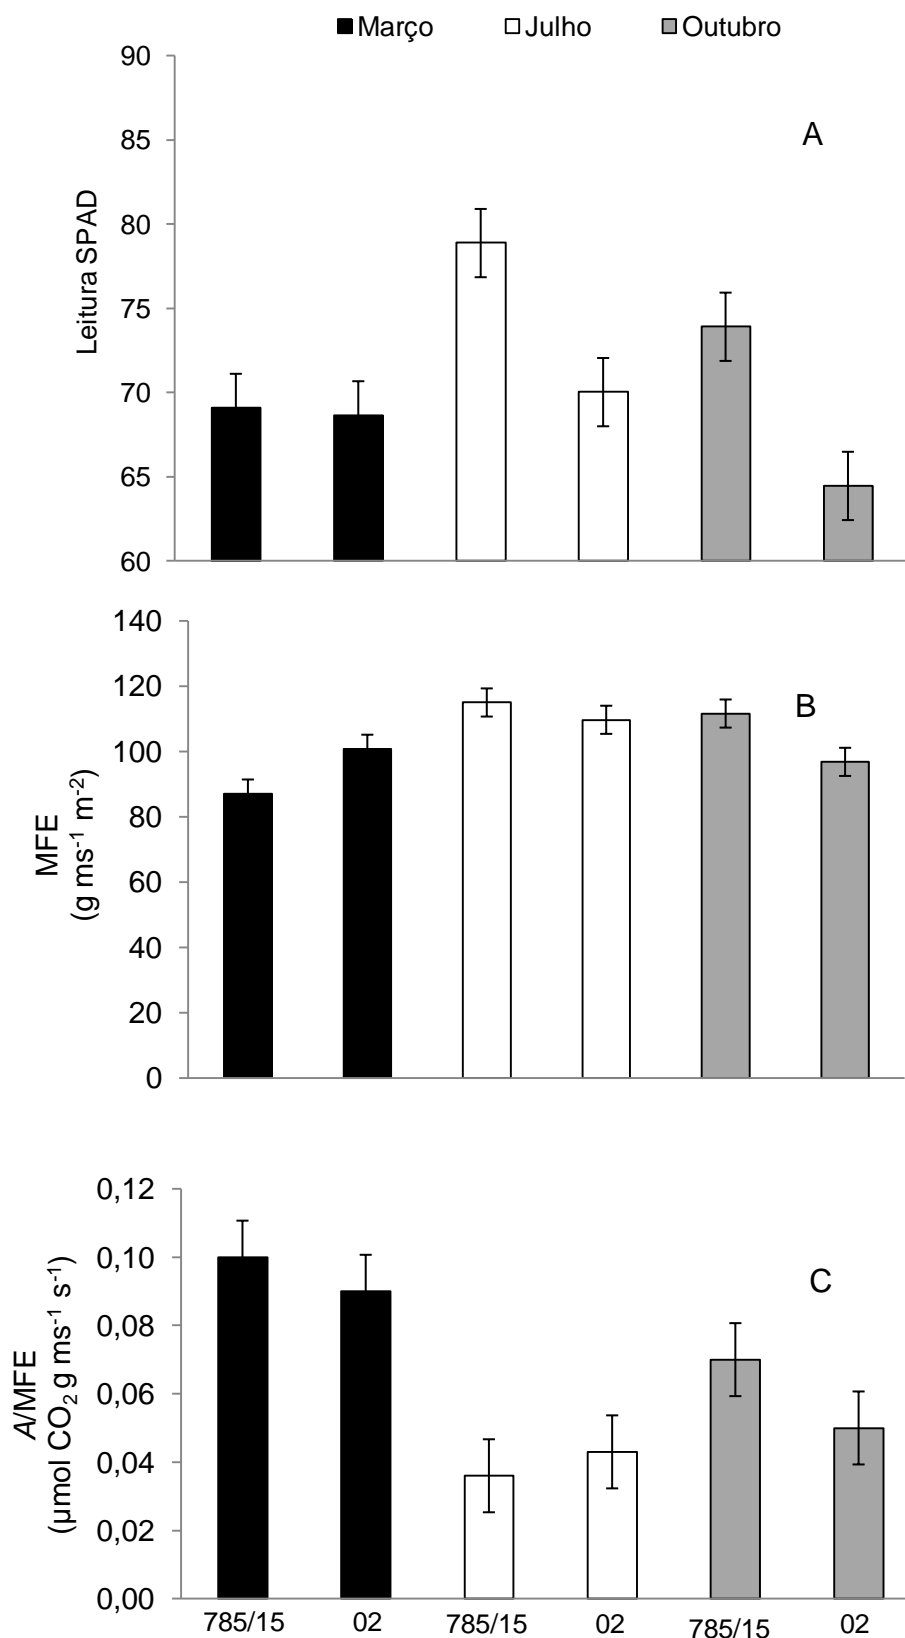 Março Julho Outubro
90
85
80
75
70
65
60
Leitura SPAD
A
140
120
100
80
60
40
20
0
MFE
(g ms⁻¹ m⁻²)
B
0,12
0,10
0,08
0,06
0,04
0,02
0,00
A/MFE
(µmol CO₂ g ms⁻¹ s⁻¹)
C
785/15 02 785/15 02 785/15 02